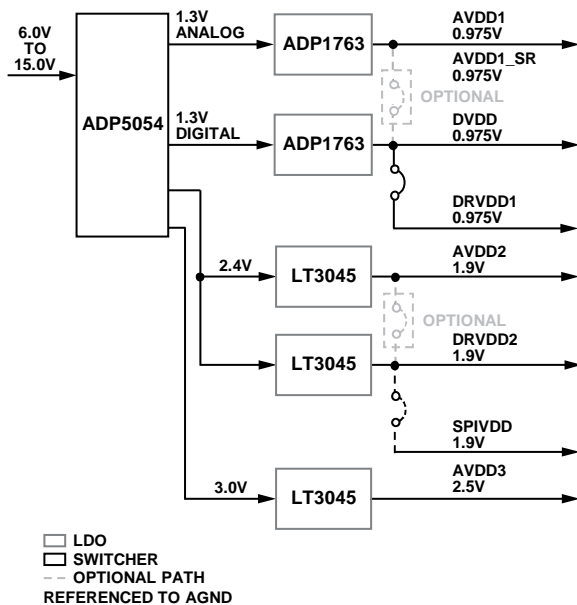 6.0V
TO
15.0V
ADP5054
1.3V
ANALOG
ADP1763
AVDD1
0.975V
AVDD1_SR
0.975V
OPTIONAL
1.3V
DIGITAL
ADP1763
DVDD
0.975V
DRVDD1
0.975V
2.4V
LT3045
AVDD2
1.9V
OPTIONAL
LT3045
DRVDD2
1.9V
SPIVDD
1.9V
3.0V
LT3045
AVDD3
2.5V
LDO
SWITCHER
OPTIONAL PATH
REFERENCED TO AGND